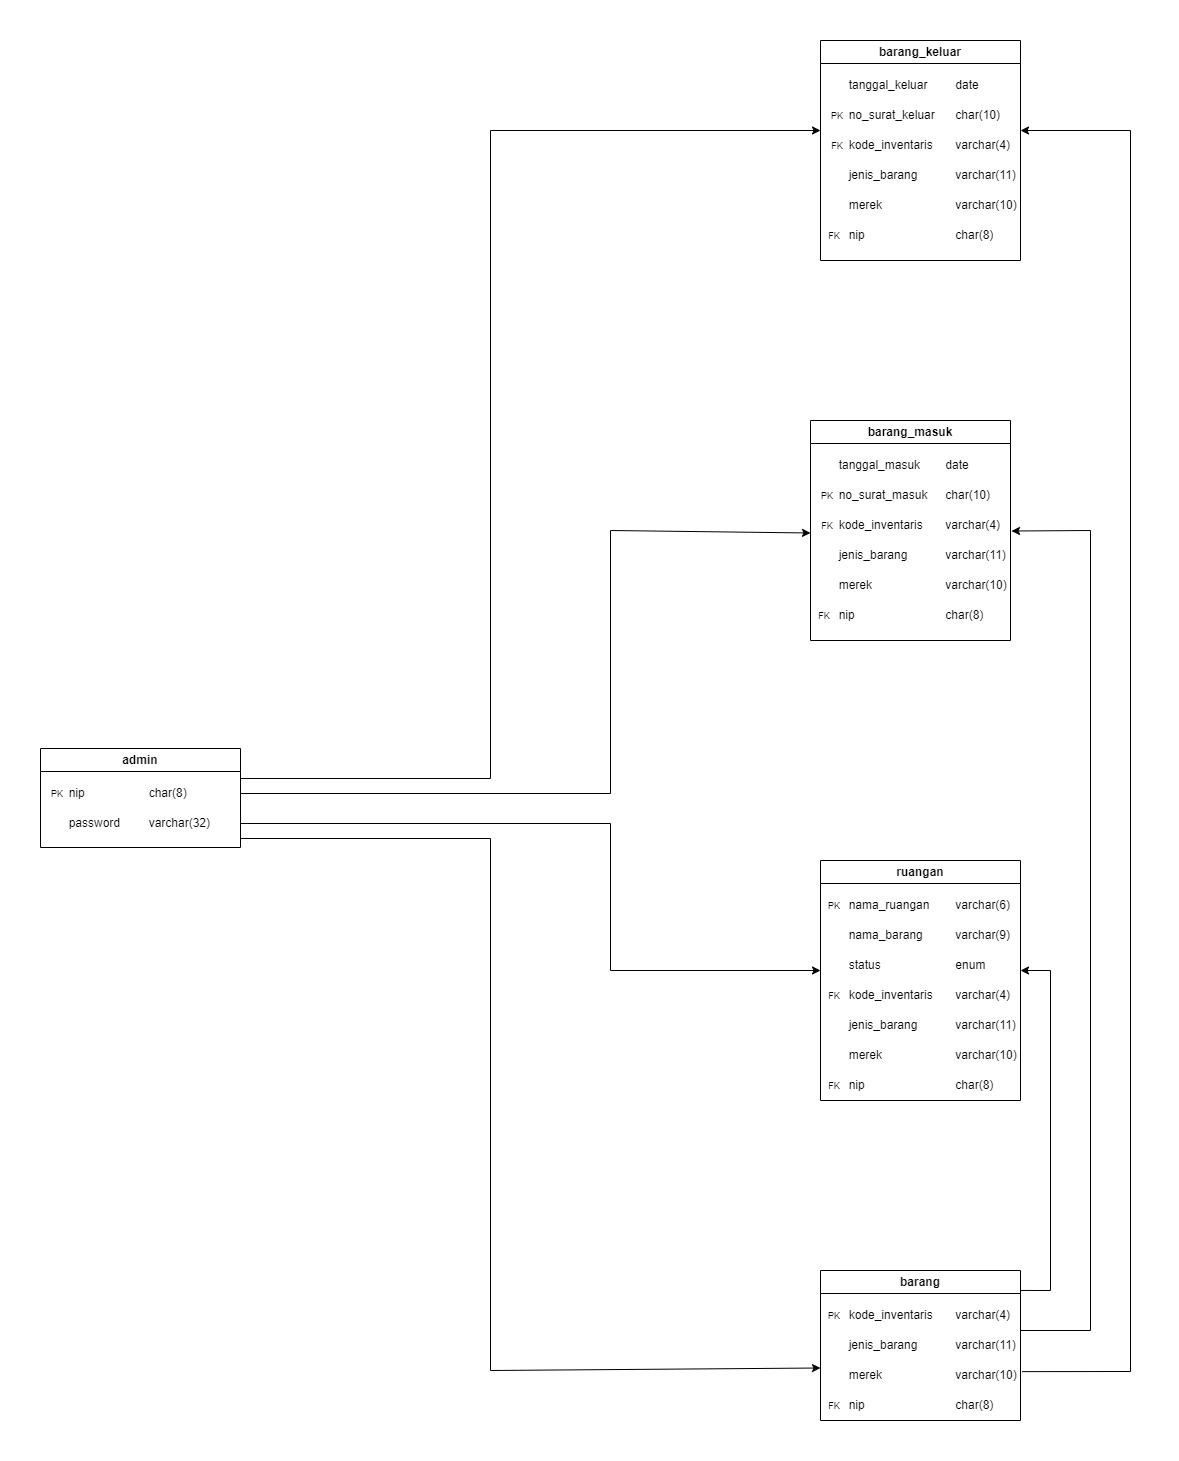 barang_keluar
tanggal_keluar date
PK no_surat_keluar char(10)
FK kode_inventaris varchar(4)
jenis_barang varchar(11)
merek varchar(10)
FK nip char(8)
barang_masuk
tanggal_masuk date
PK no_surat_masuk char(10)
FK kode_inventaris varchar(4)
jenis_barang varchar(11)
merek varchar(10)
FK nip char(8)
admin
PK nip char(8)
password varchar(32)
ruangan
PK nama_ruangan varchar(6)
nama_barang varchar(9)
status enum
FK kode_inventaris varchar(4)
jenis_barang varchar(11)
merek varchar(10)
FK nip char(8)
barang
PK kode_inventaris varchar(4)
jenis_barang varchar(11)
merek varchar(10)
FK nip char(8)